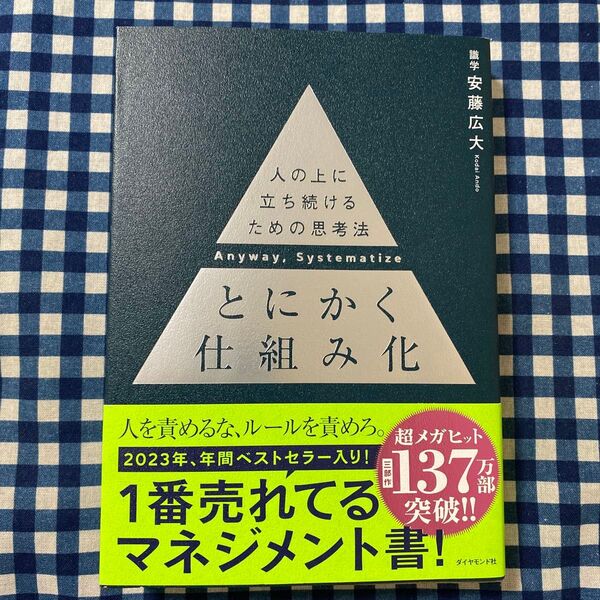 識学 安藤広大
Kodai Ando
人の上に
立ち続ける
ための思考法
Anyway, Systematize
とにかく
仕組み化
人を責めるな、ルールを責めろ。
2023年、年間ベストセラー入り!
1番売れてる
マネジメント書!
超メガヒット
三部作
137万部
突破!!
ダイヤモンド社